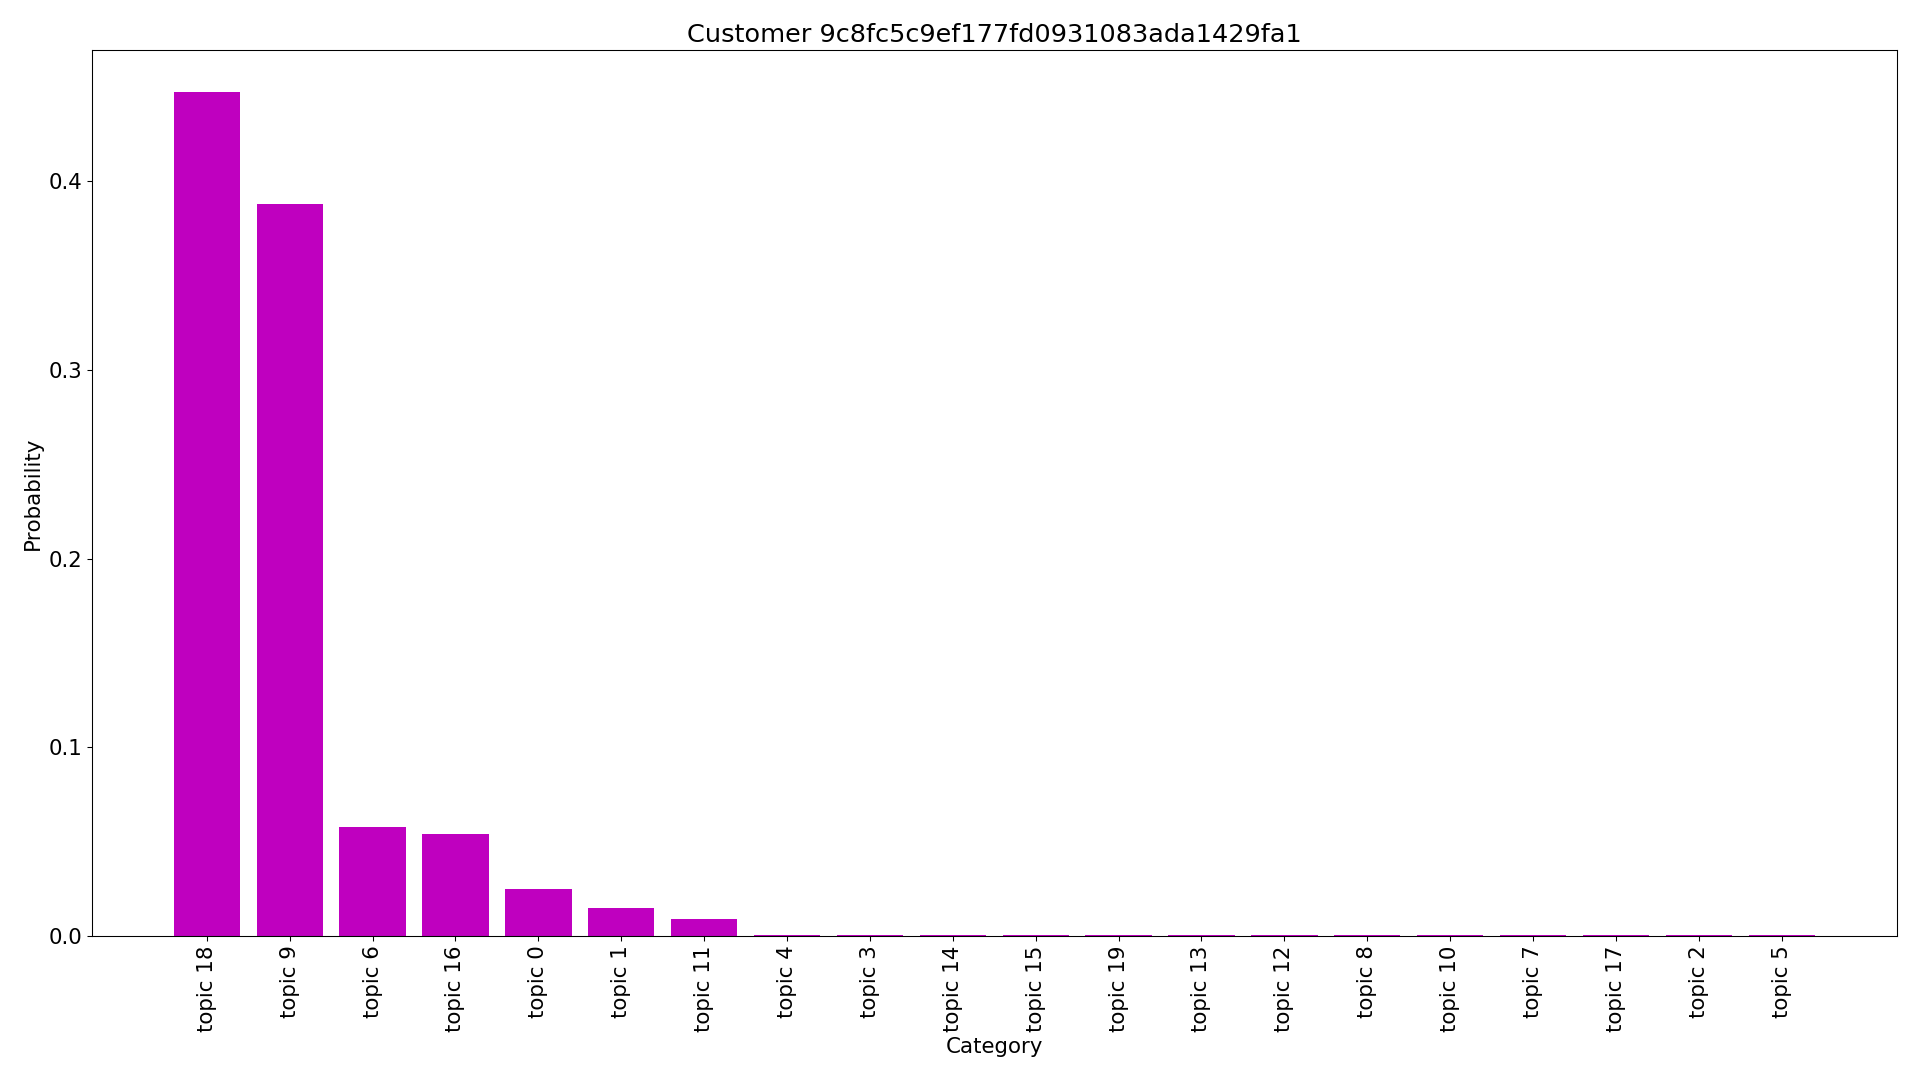 Customer 9c8fc5c9ef177fd0931083ada1429fa1
Probability
0.4
0.3
0.2
0.1
0.0
topic 18
topic 9
topic 6
topic 16
topic 0
topic 1
topic 11
topic 4
topic 3
topic 14
topic 15
topic 19
topic 13
topic 12
topic 8
topic 10
topic 7
topic 17
topic 2
topic 5
Category